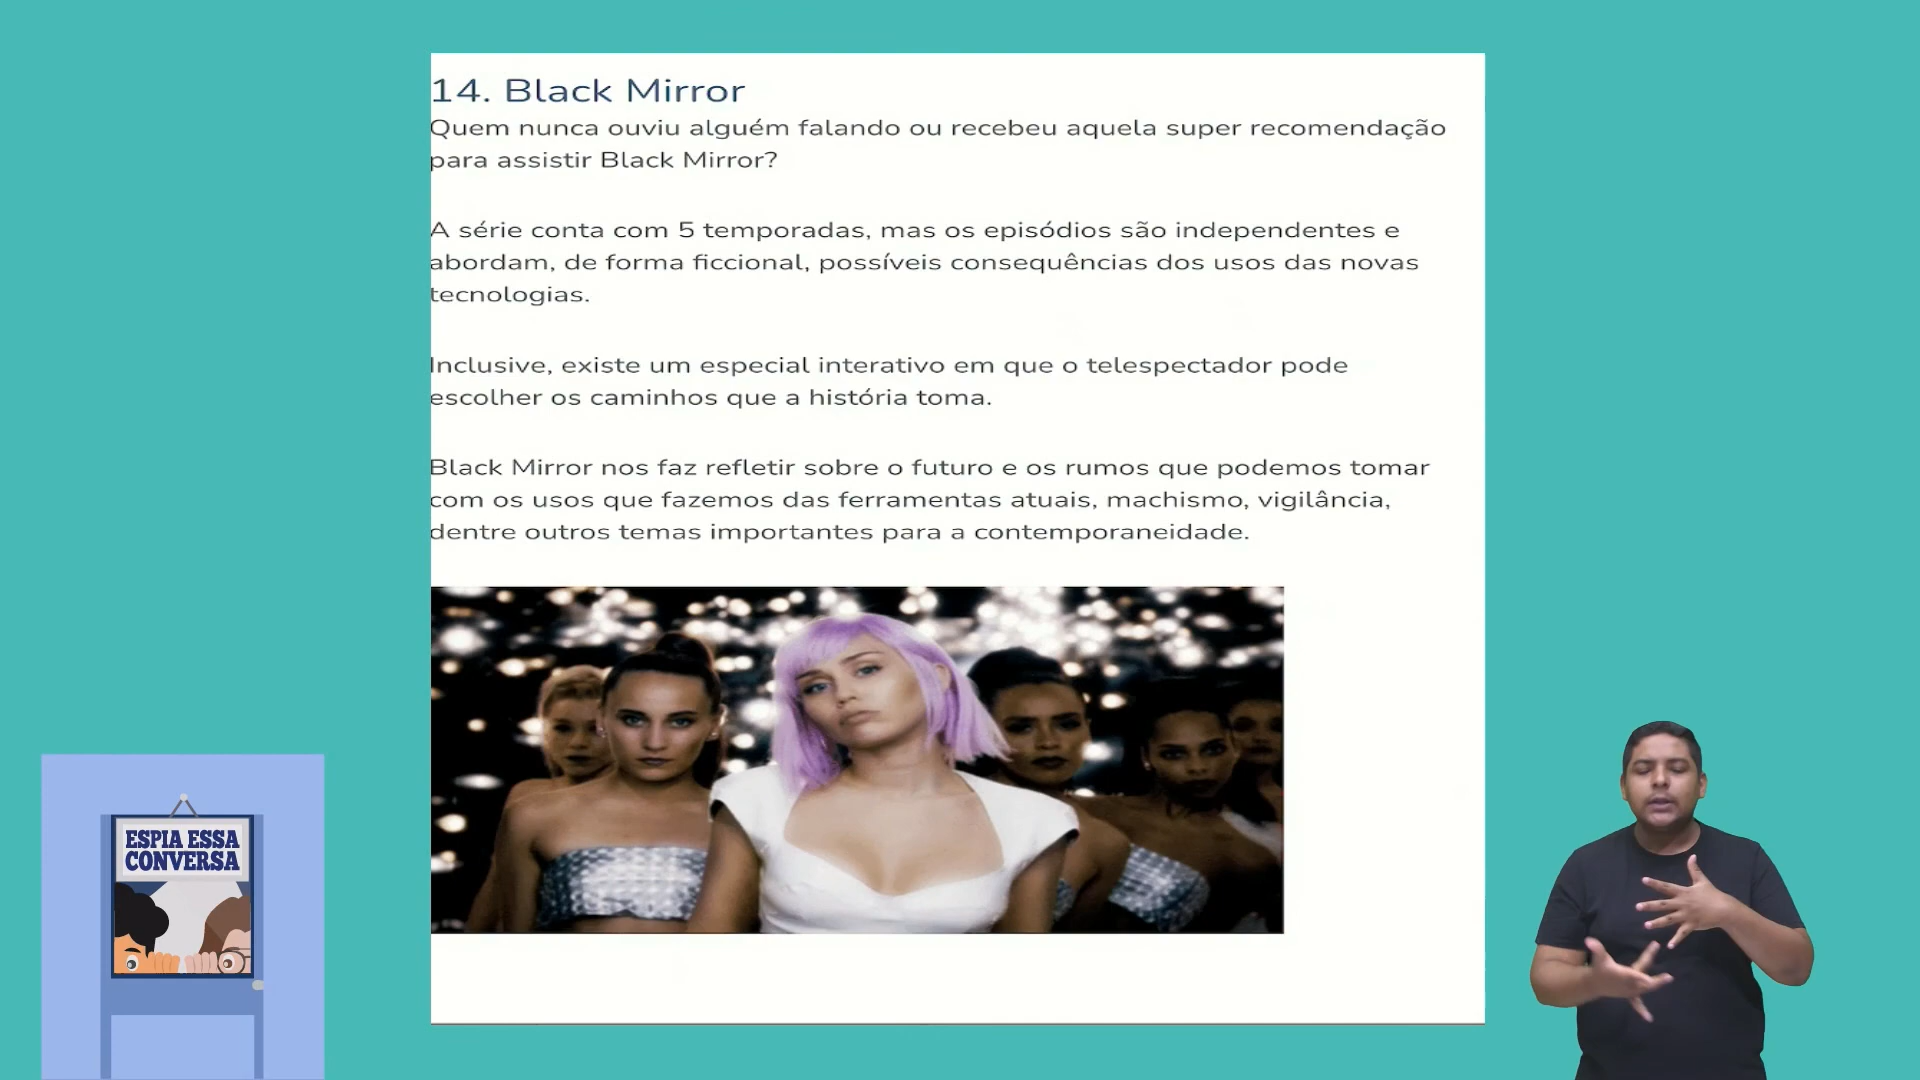 14. Black Mirror
Quem nunca ouviu alguém falando ou recebeu aquela super recomendação
para assistir Black Mirror?
A série conta com 5 temporadas, mas os episódios são independentes e
abordam, de forma ficcional, possíveis consequências dos usos das novas
tecnologias.
Inclusive, existe um especial interativo em que o telespectador pode
escolher os caminhos que a história toma.
Black Mirror nos faz refletir sobre o futuro e os rumos que podemos tomar
com os usos que fazemos das ferramentas atuais, machismo, vigilância,
dentre outros temas importantes para a contemporaneidade.
ESPIA ESSA
CONVERSA